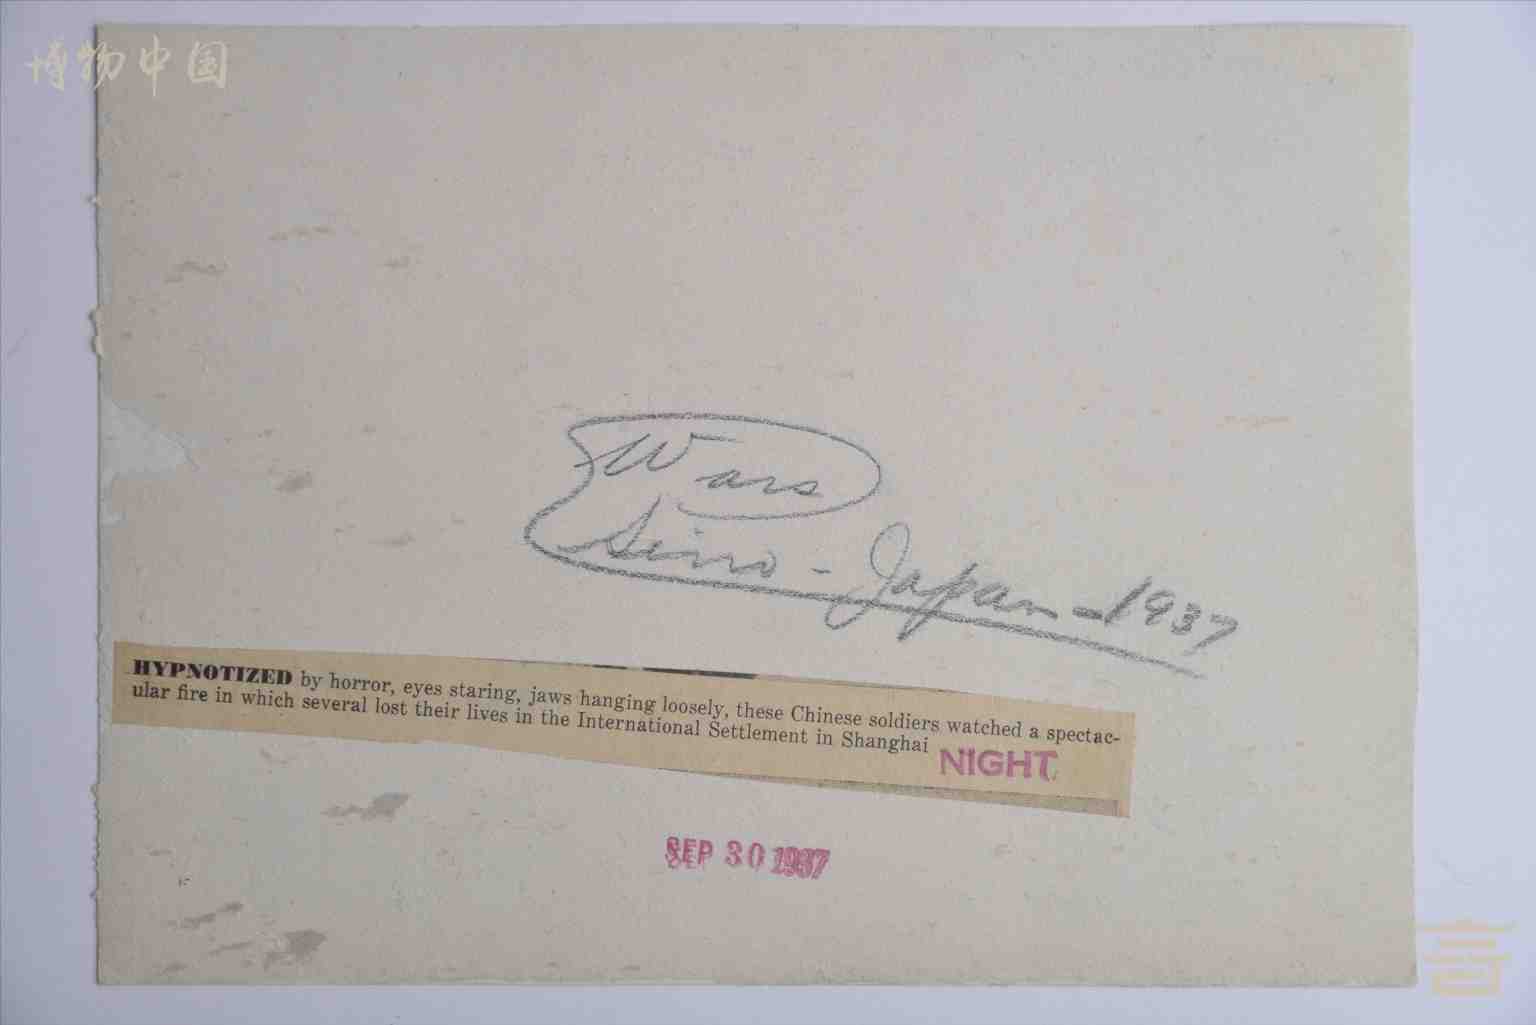 博物中国
Wars
Sino-Japan-1937
HYPNOTIZED by horror, eyes staring, jaws hanging loosely, these Chinese soldiers watched a spectac-
ular fire in which several lost their lives in the International Settlement in Shanghai
NIGHT
SEP 30 1937